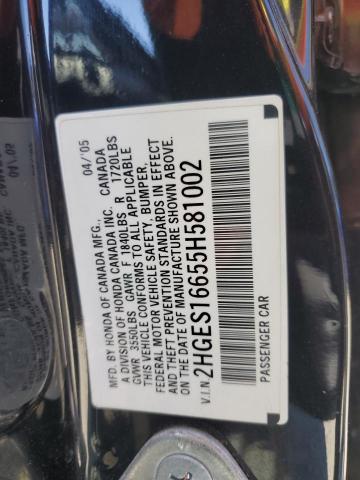 04/'05
MFD. BY HONDA OF CANADA MFG.,
A DIVISION OF HONDA CANADA INC., CANADA
GVWR 3550LBS GAWR F 1940LBS R 1720LBS
THIS VEHICLE CONFORMS TO ALL APPLICABLE
FEDERAL MOTOR VEHICLE SAFETY, BUMPER,
AND THEFT PREVENTION STANDARDS IN EFFECT
ON THE DATE OF MANUFACTURE SHOWN ABOVE.
V.I.N. 2HGES16655H581002
PASSENGER CAR